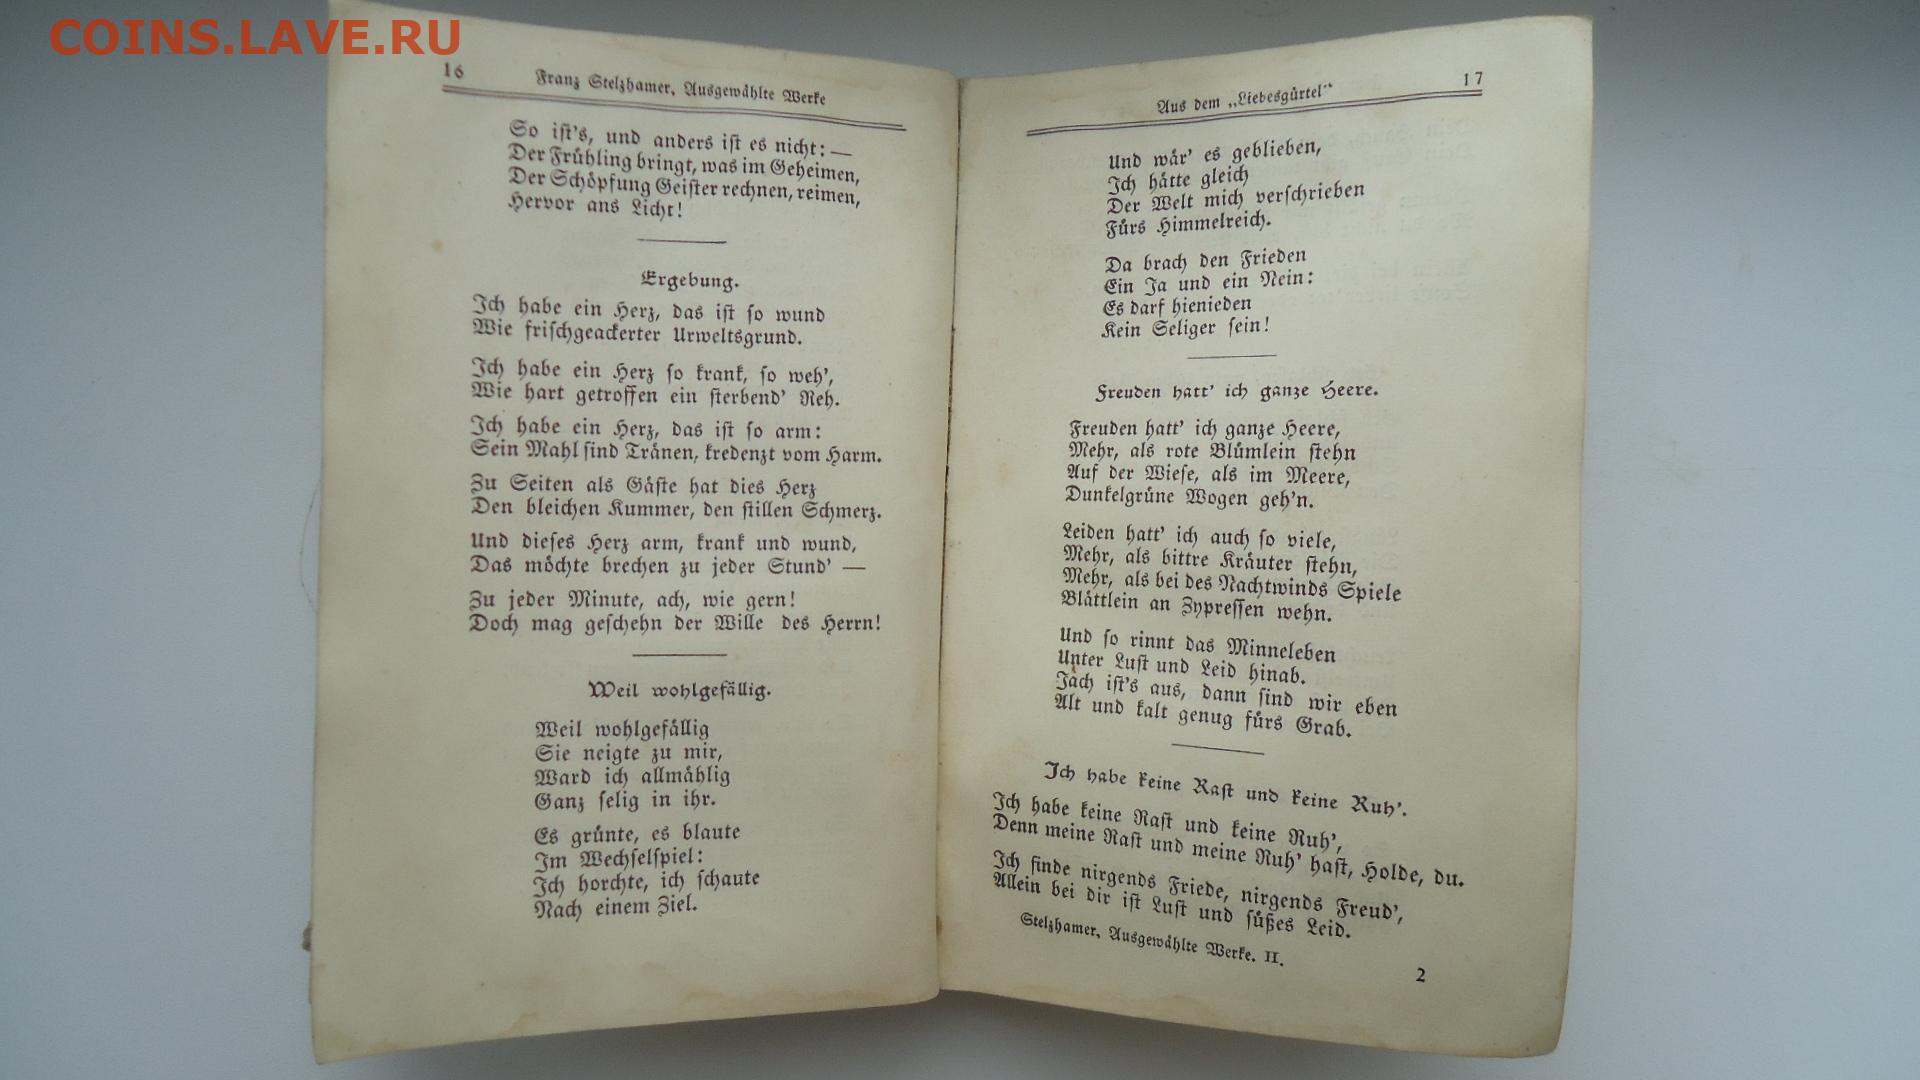 COINS.LAVE.RU
16
Franz Stelzhamer, Ausgewählte Werke
So ist's, und anders ist es nicht: —
Der Frühling bringt, was im Geheimen,
Der Schöpfung Geister rechnen, reimen,
Hervor ans Licht!
Ergebung.
Ich habe ein Herz, das ist so wund
Wie frischgeackerter Urweltsgrund.
Ich habe ein Herz so krank, so weh',
Wie hart getroffen ein sterbend' Reh.
Ich habe ein Herz, das ist so arm:
Sein Mahl sind Tränen, kredenzt vom Harm.
Zu Seiten als Gäste hat dies Herz
Den bleichen Kummer, den stillen Schmerz.
Und dieses Herz arm, krank und wund,
Das möchte brechen zu jeder Stund' —
Zu jeder Minute, ach, wie gern!
Doch mag geschehn der Wille des Herrn!
Weil wohlgefällig.
Weil wohlgefällig
Sie neigte zu mir,
Ward ich allmählig
Ganz selig in ihr.
Es grünte, es blaute
Im Wechselspiel:
Ich horchte, ich schaute
Nach einem Ziel.
Aus dem „Liebesgürtel“
17
Und wär' es geblieben,
Ich hätte gleich
Der Welt mich verschrieben
Fürs Himmelreich.
Da brach den Frieden
Ein Ja und ein Nein:
Es darf hienieden
Kein Seliger sein!
Freuden hatt' ich ganze Heere.
Freuden hatt' ich ganze Heere,
Mehr, als rote Blümlein stehn
Auf der Wiese, als im Meere,
Dunkelgrüne Wogen geh'n.
Leiden hatt' ich auch so viele,
Mehr, als bittre Kräuter stehn,
Mehr, als bei des Nachtwinds Spiele
Blättlein an Zypressen wehn.
Und so rinnt das Minneleben
Unter Lust und Leid hinab.
Jäch ist's aus, dann sind wir eben
Alt und kalt genug fürs Grab.
Ich habe keine Rast und keine Ruh'.
Ich habe keine Rast und keine Ruh',
Denn meine Rast und meine Ruh' hast, Holde, du.
Ich finde nirgends Friede, nirgends Freud',
Allein bei dir ist Lust und süßes Leid.
Stelzhamer, Ausgewählte Werke. II.
2